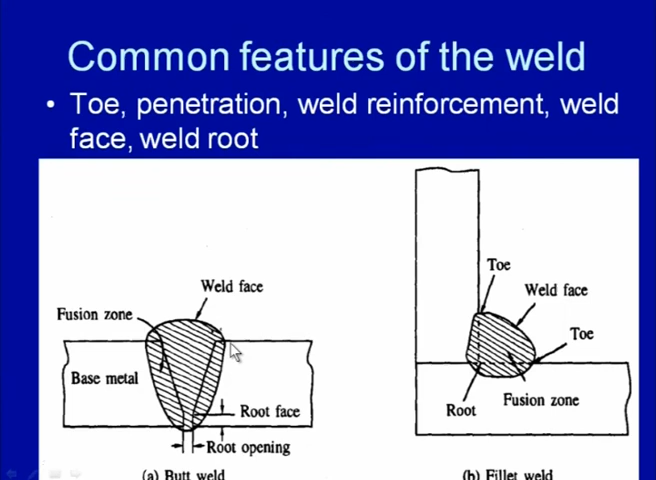 Common features of the weld
• Toe, penetration, weld reinforcement, weld
face, weld root
Weld face
Fusion zone
Base metal
Root face
Root opening
(a) Butt weld
Toe
Weld face
Toe
Root
Fusion zone
(b) Fillet weld